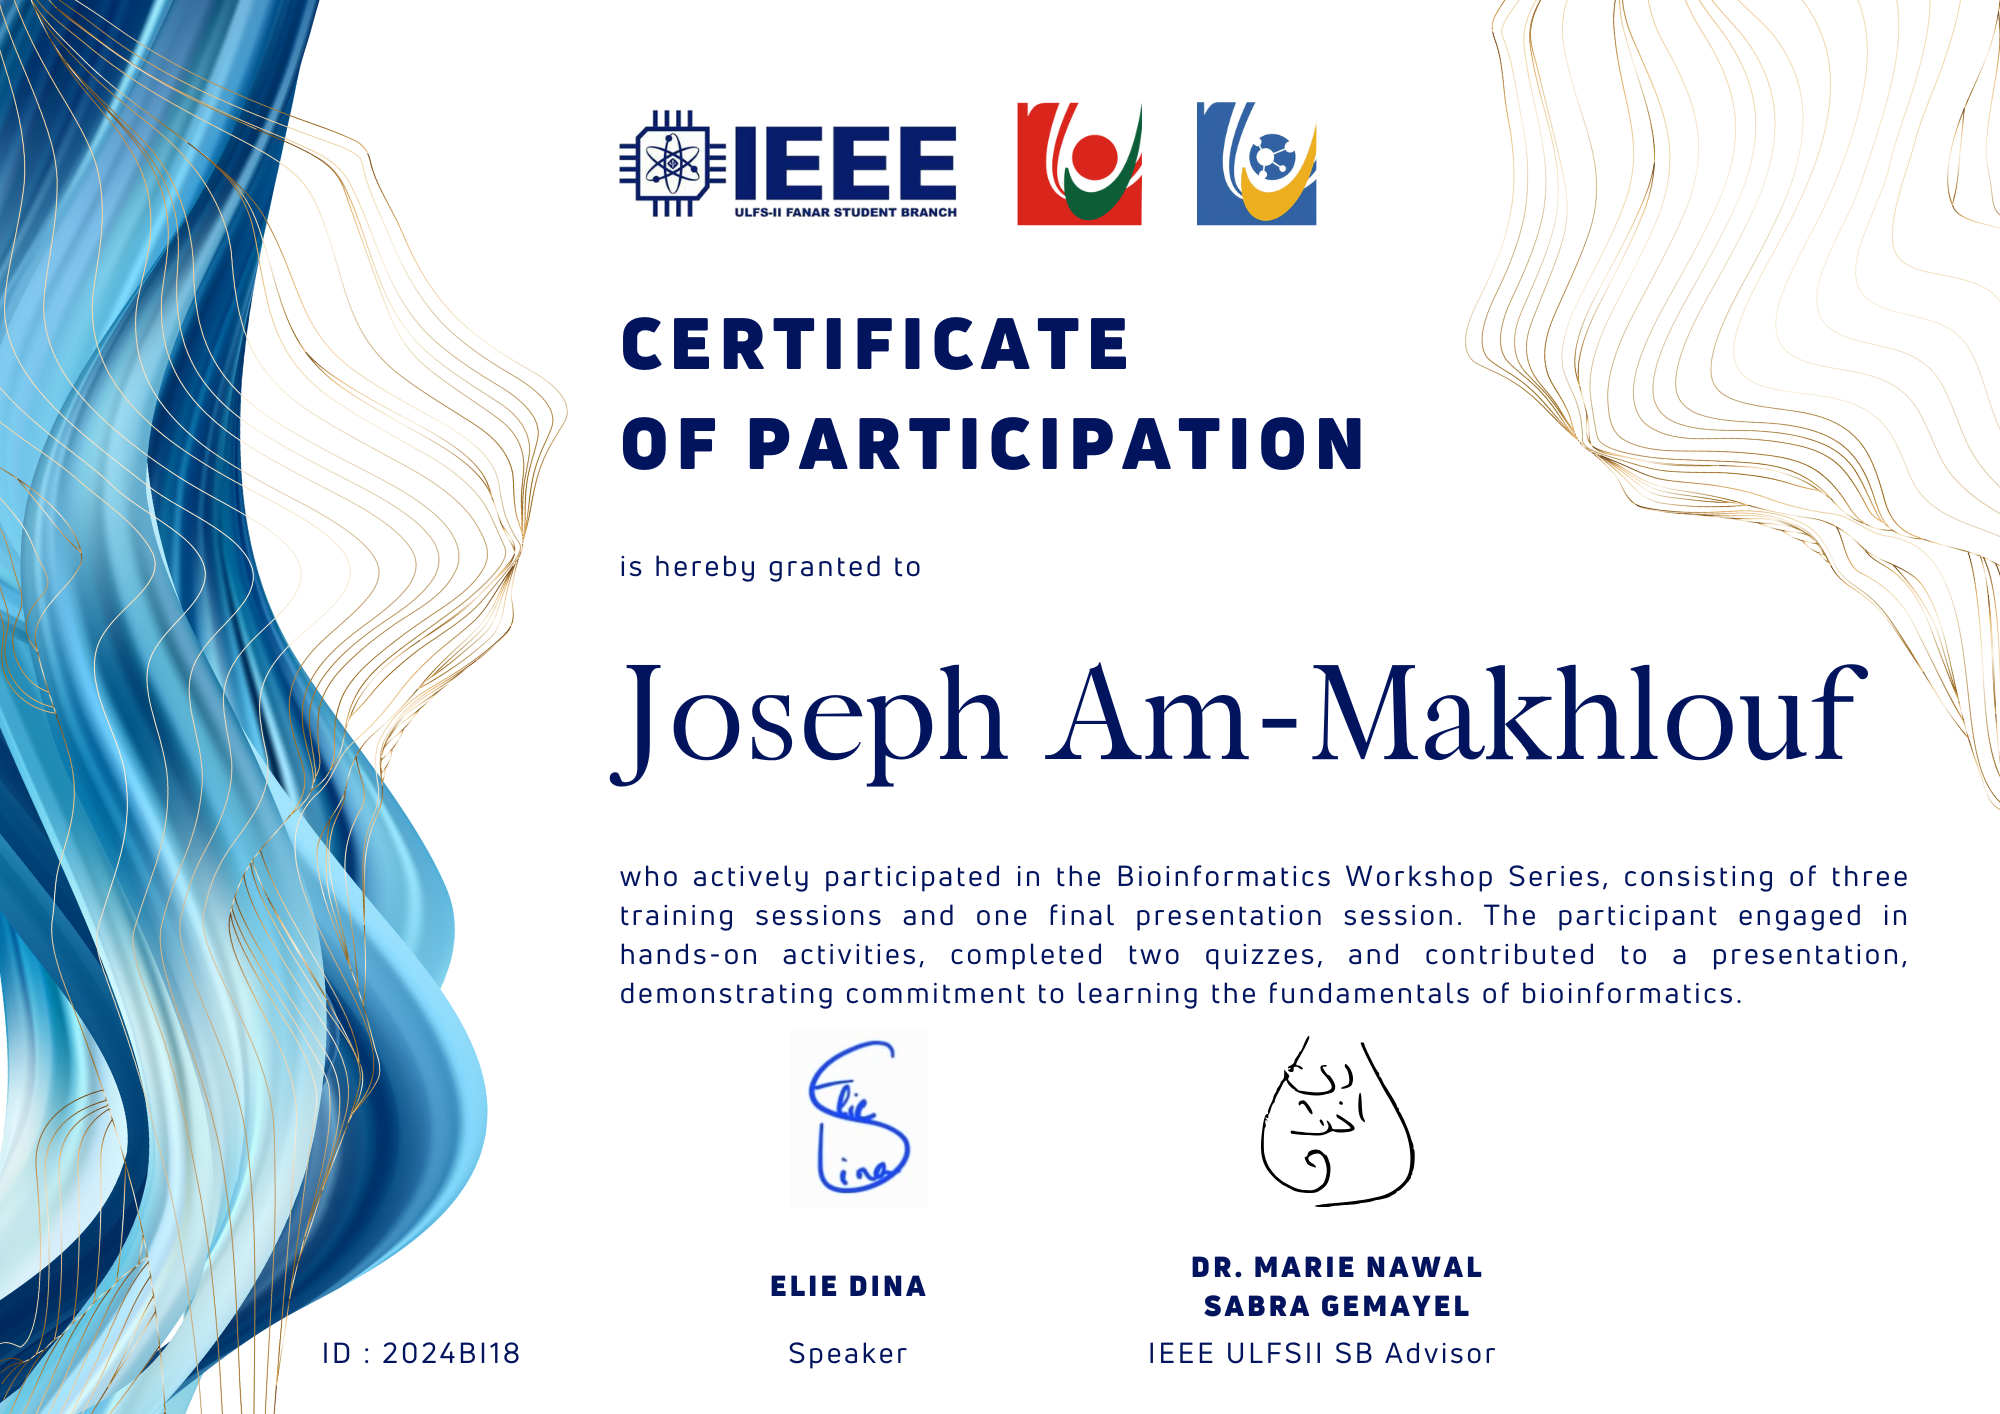 IEEE
ULFS-II FANAR STUDENT BRANCH
CERTIFICATE
OF PARTICIPATION
is hereby granted to
Joseph Am-Makhlouf
who actively participated in the Bioinformatics Workshop Series, consisting of three
training sessions and one final presentation session. The participant engaged in
hands-on activities, completed two quizzes, and contributed to a presentation,
demonstrating commitment to learning the fundamentals of bioinformatics.
Elie
Dina
ELIE DINA
Speaker
DR. MARIE NAWAL
SABRA GEMAYEL
IEEE ULFSII SB Advisor
ID : 2024BI18